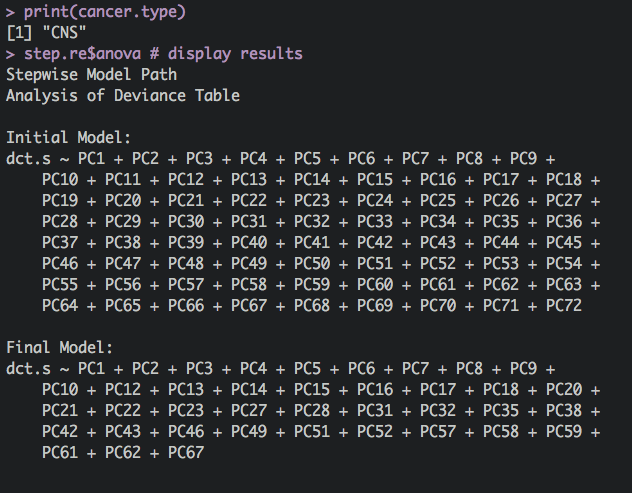 > print(cancer.type)
[1] "CNS"
> step.re$anova # display results
Stepwise Model Path
Analysis of Deviance Table

Initial Model:
dct.s ~ PC1 + PC2 + PC3 + PC4 + PC5 + PC6 + PC7 + PC8 + PC9 +
    PC10 + PC11 + PC12 + PC13 + PC14 + PC15 + PC16 + PC17 + PC18 +
    PC19 + PC20 + PC21 + PC22 + PC23 + PC24 + PC25 + PC26 + PC27 +
    PC28 + PC29 + PC30 + PC31 + PC32 + PC33 + PC34 + PC35 + PC36 +
    PC37 + PC38 + PC39 + PC40 + PC41 + PC42 + PC43 + PC44 + PC45 +
    PC46 + PC47 + PC48 + PC49 + PC50 + PC51 + PC52 + PC53 + PC54 +
    PC55 + PC56 + PC57 + PC58 + PC59 + PC60 + PC61 + PC62 + PC63 +
    PC64 + PC65 + PC66 + PC67 + PC68 + PC69 + PC70 + PC71 + PC72

Final Model:
dct.s ~ PC1 + PC2 + PC3 + PC4 + PC5 + PC6 + PC7 + PC8 + PC9 +
    PC10 + PC12 + PC13 + PC14 + PC15 + PC16 + PC17 + PC18 + PC20 +
    PC21 + PC22 + PC23 + PC27 + PC28 + PC31 + PC32 + PC35 + PC38 +
    PC42 + PC43 + PC46 + PC49 + PC51 + PC52 + PC57 + PC58 + PC59 +
    PC61 + PC62 + PC67